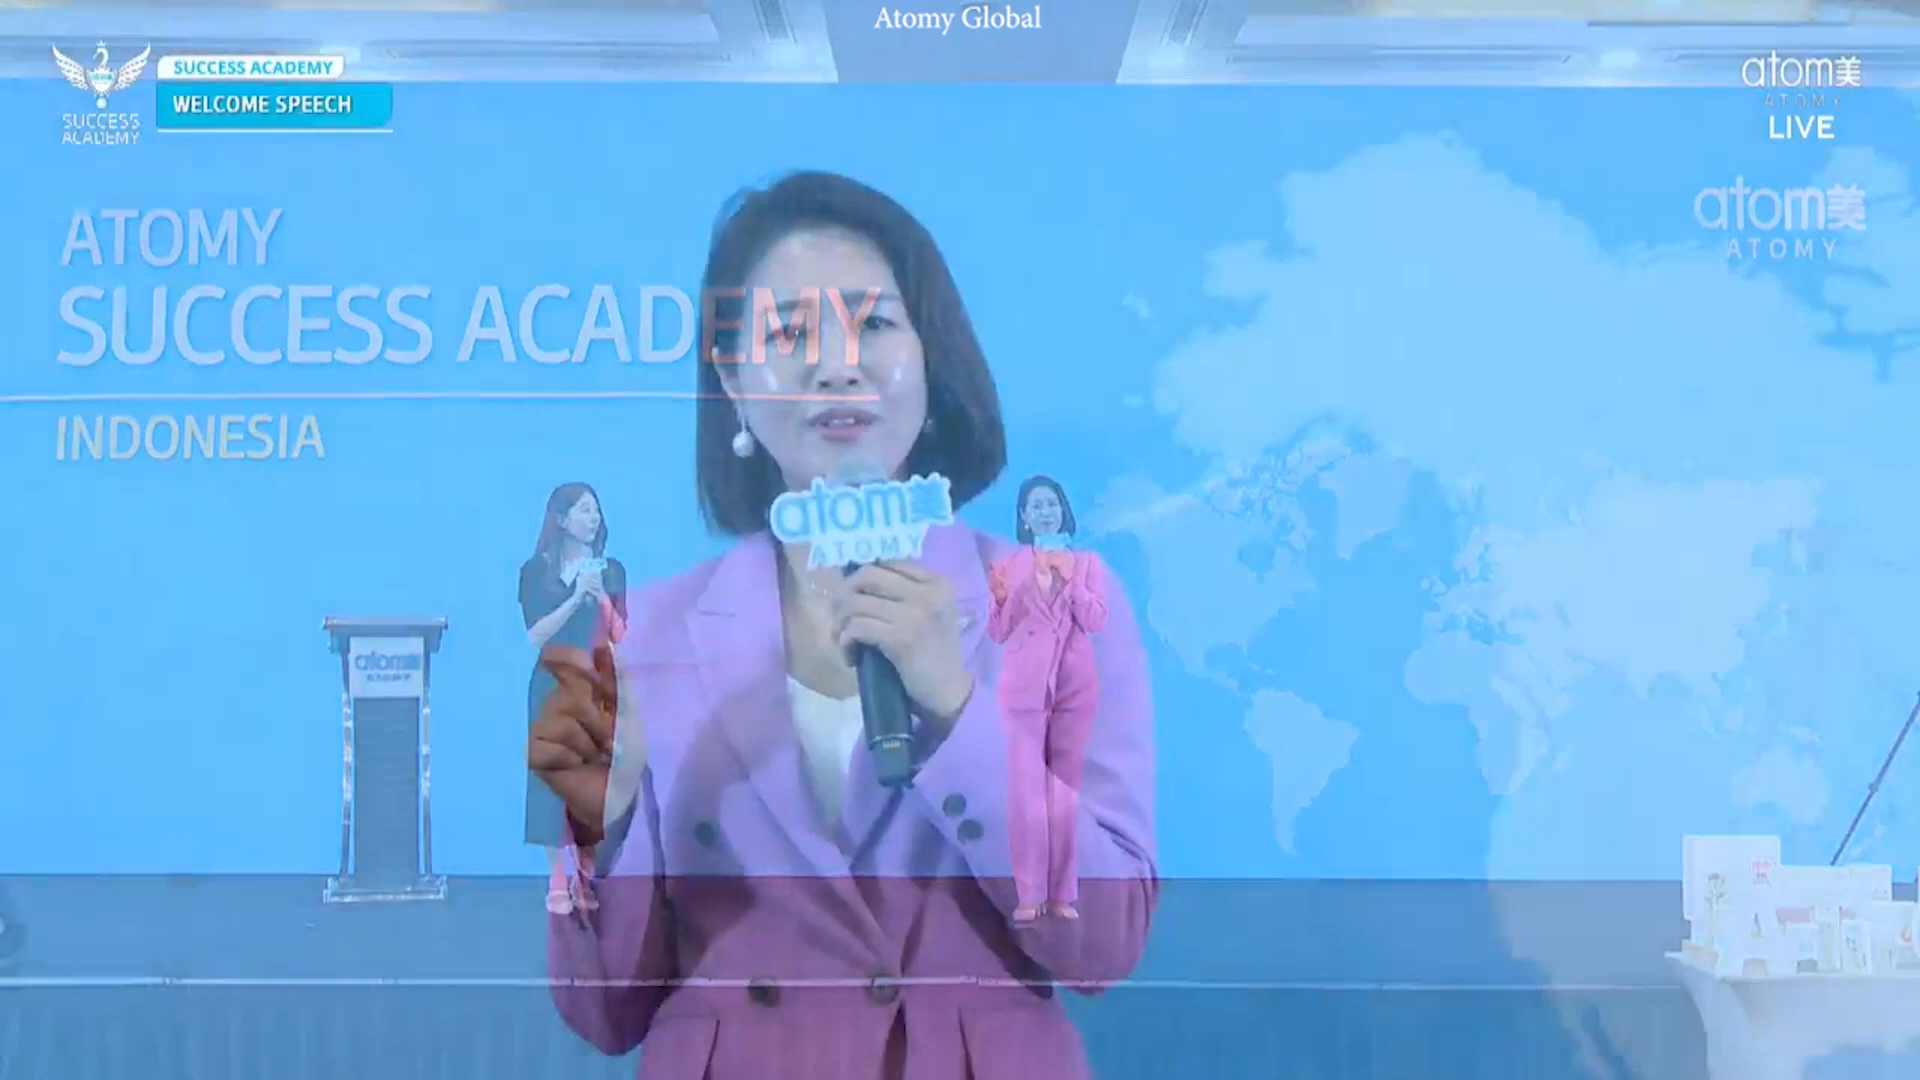 Atomy Global
SUCCESS ACADEMY
WELCOME SPEECH
SUCCESS
ACADEMY
atom美
ATOMY
LIVE
ATOMY
SUCCESS ACADEMY
INDONESIA
atom美
ATOMY
atom美
ATOMY
atom美
ATOMY